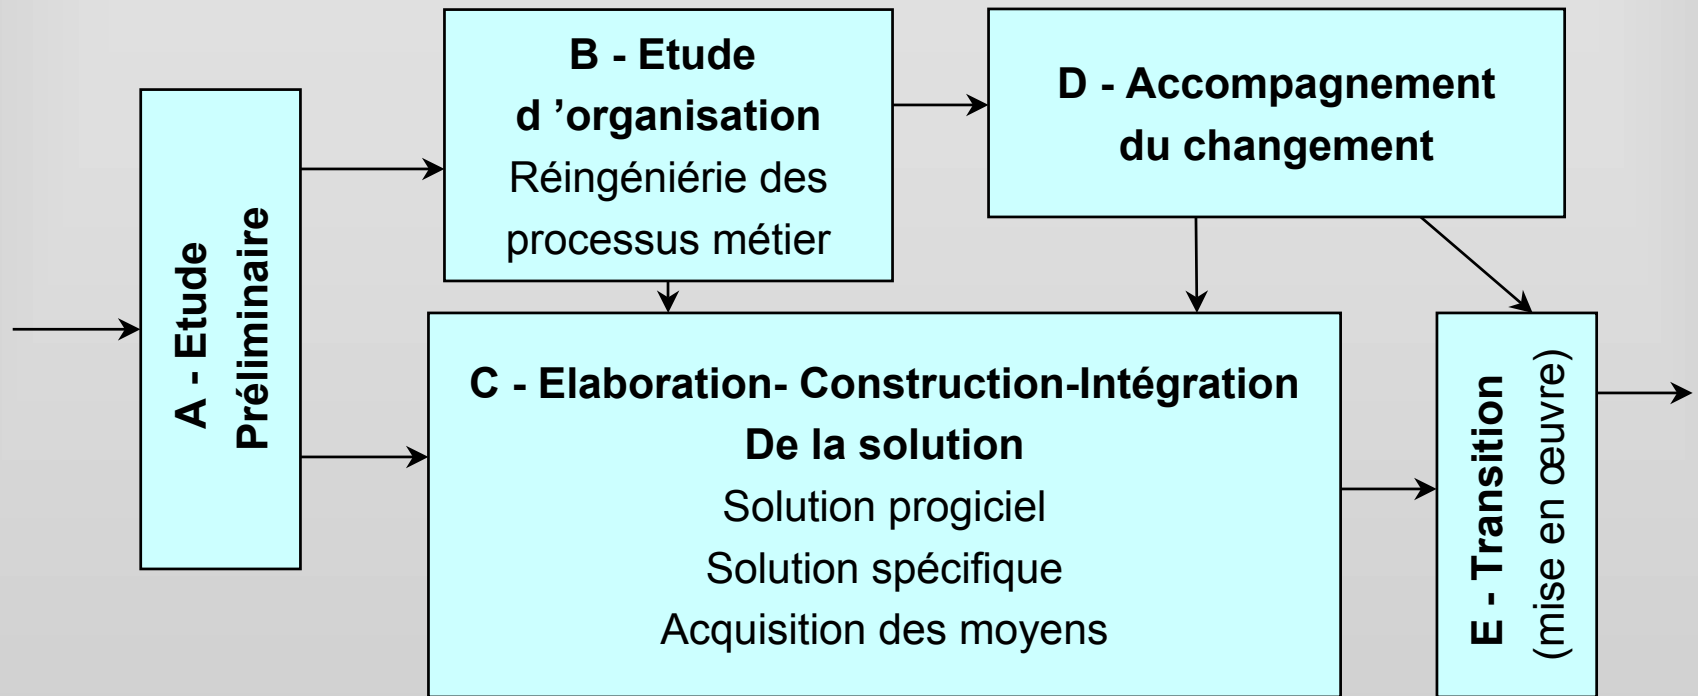 A - Etude
Préliminaire
B - Etude
d ’organisation
Réingéniérie des
processus métier
D - Accompagnement
du changement
C - Elaboration- Construction-Intégration
De la solution
Solution progiciel
Solution spécifique
Acquisition des moyens
E - Transition
(mise en œuvre)